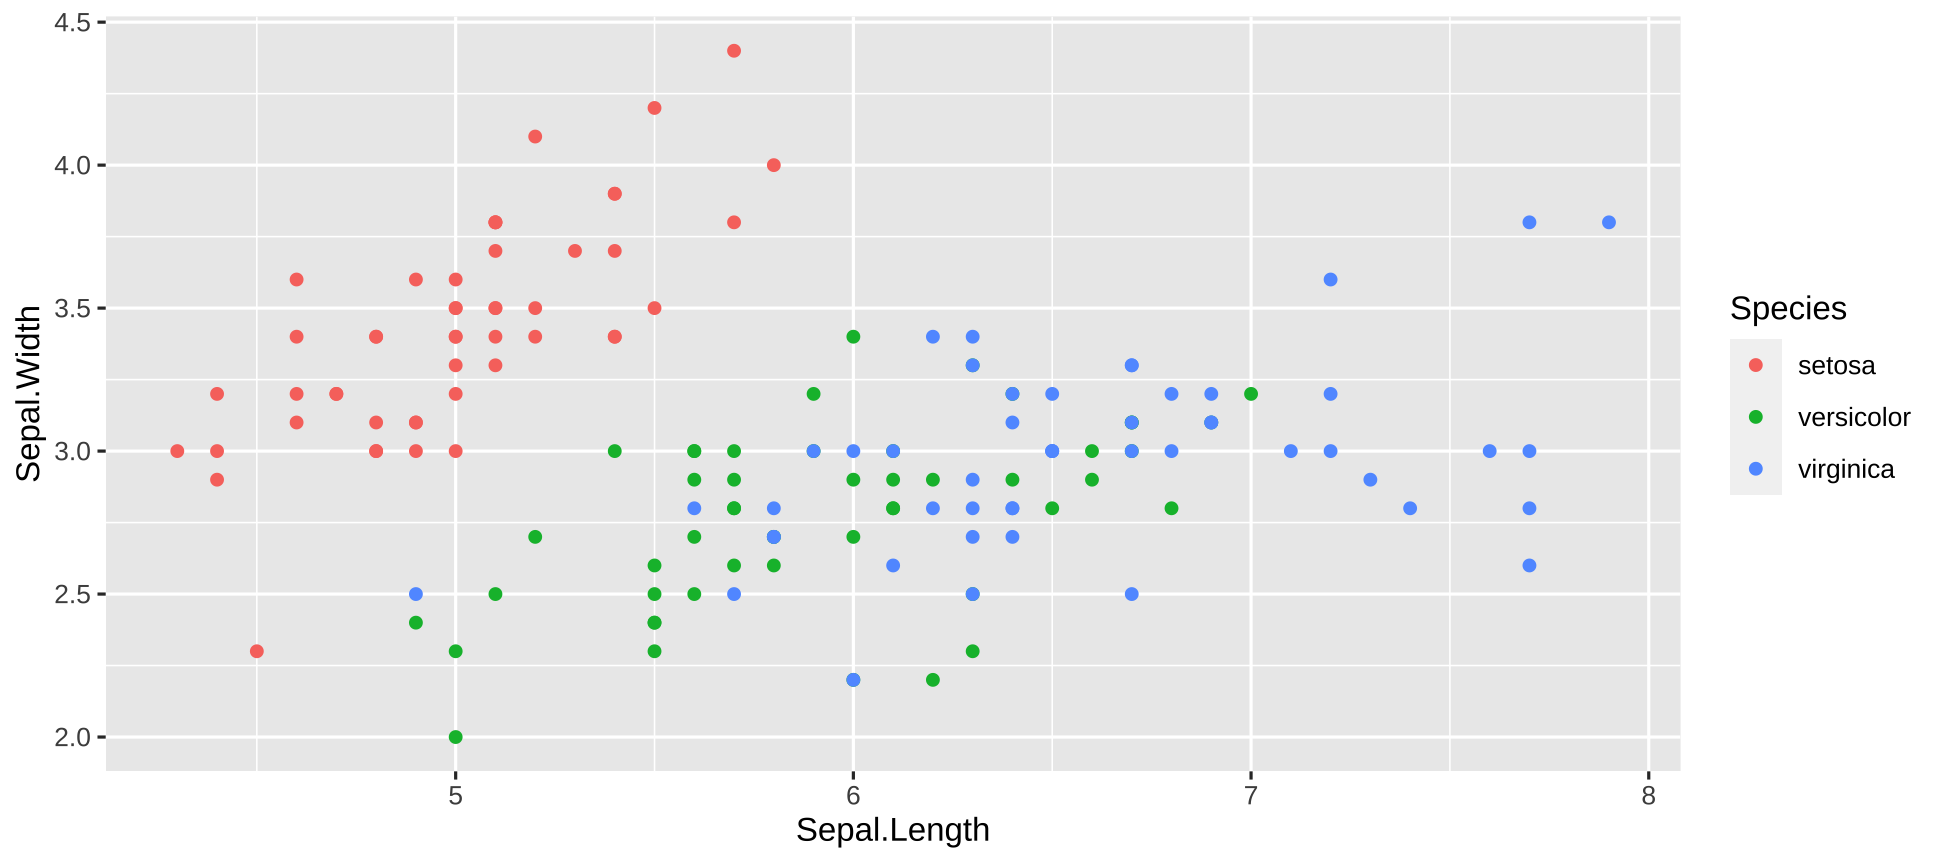 4.5
4.0
3.5
3.0
2.5
2.0
Sepal.Width
5 6 7 8
Sepal.Length
Species
setosa
versicolor
virginica